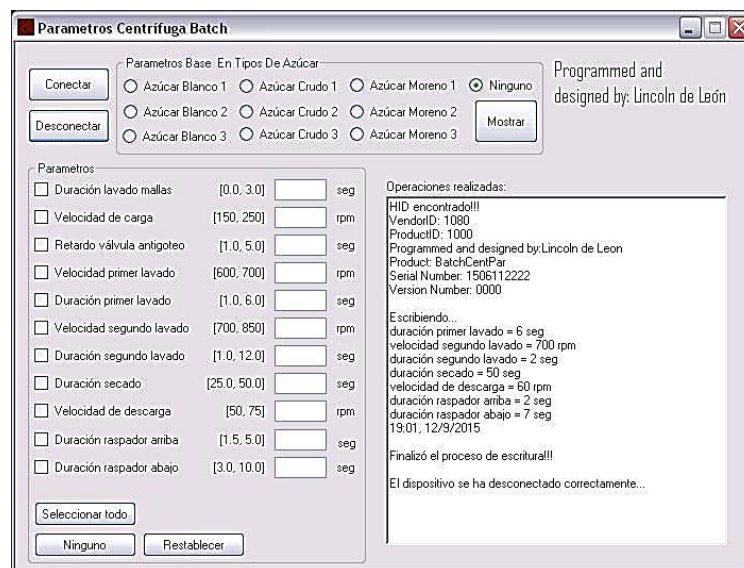 Parametros Centrífuga Batch
Conectar
Desconectar
Parametros Base En Tipos De Azúcar
Azúcar Blanco 1 Azúcar Crudo 1 Azúcar Moreno 1 Ninguno
Azúcar Blanco 2 Azúcar Crudo 2 Azúcar Moreno 2
Azúcar Blanco 3 Azúcar Crudo 3 Azúcar Moreno 3
Mostrar
Programmed and
designed by: Lincoln de León
Parametros
Duración lavado mallas [0.0, 3.0] seg
Velocidad de carga [150, 250] rpm
Retardo válvula antigoteo [1.0, 5.0] seg
Velocidad primer lavado [600, 700] rpm
Duración primer lavado [1.0, 6.0] seg
Velocidad segundo lavado [700, 850] rpm
Duración segundo lavado [1.0, 12.0] seg
Duración secado [25.0, 50.0] seg
Velocidad de descarga [50, 75] rpm
Duración raspador arriba [1.5, 5.0] seg
Duración raspador abajo [3.0, 10.0] seg
Seleccionar todo
Ninguno Restablecer
Operaciones realizadas:
HID encontrado!!!
VendorID: 1080
ProductID: 1000
Programmed and designed by:Lincoln de Leon
Product: BatchCentPar
Serial Number: 1506112222
Version Number: 0000
Escribiendo...
duración primer lavado = 6 seg
velocidad segundo lavado = 700 rpm
duración segundo lavado = 2 seg
duración secado = 50 seg
velocidad de descarga = 60 rpm
duración raspador arriba = 2 seg
duración raspador abajo = 7 seg
19:01, 12/9/2015
Finalizó el proceso de escritura!!!
El dispositivo se ha desconectado correctamente...